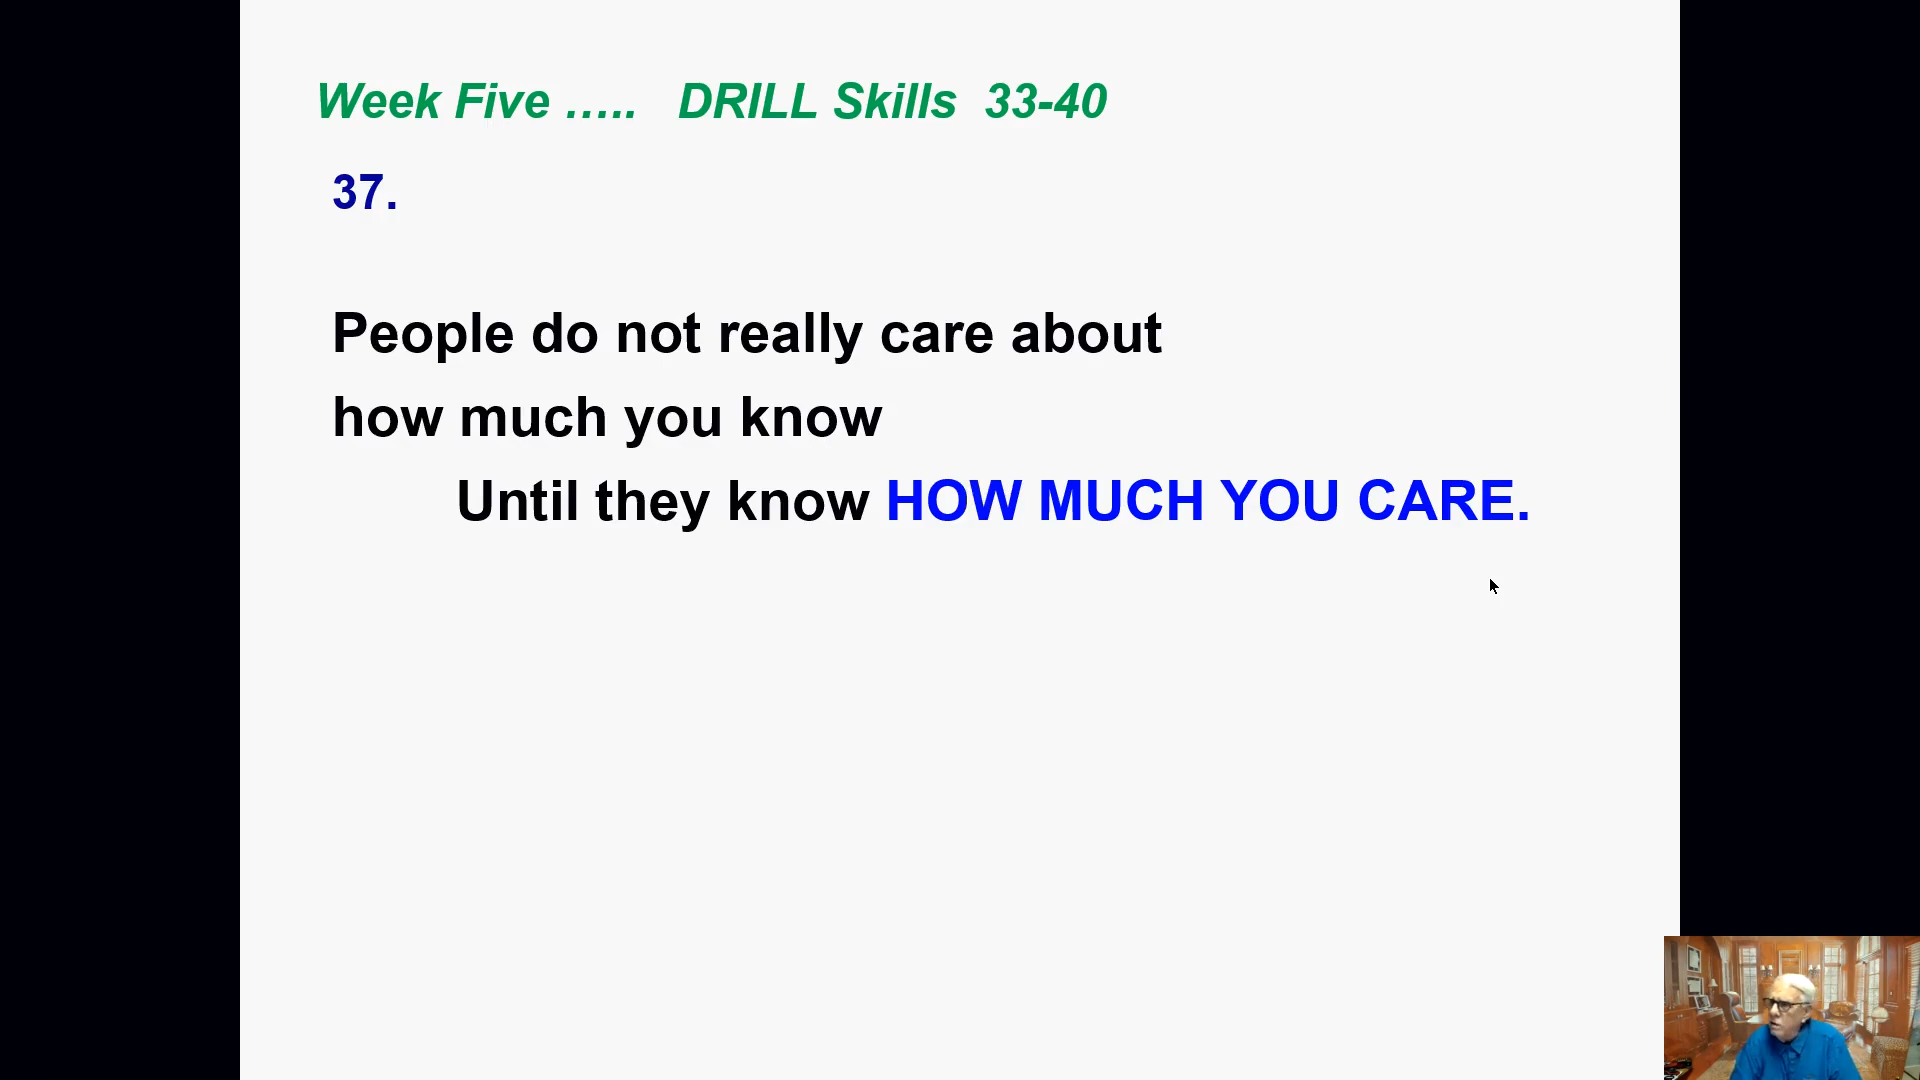 Week Five ….. DRILL Skills 33-40
37.
People do not really care about
how much you know
Until they know HOW MUCH YOU CARE.